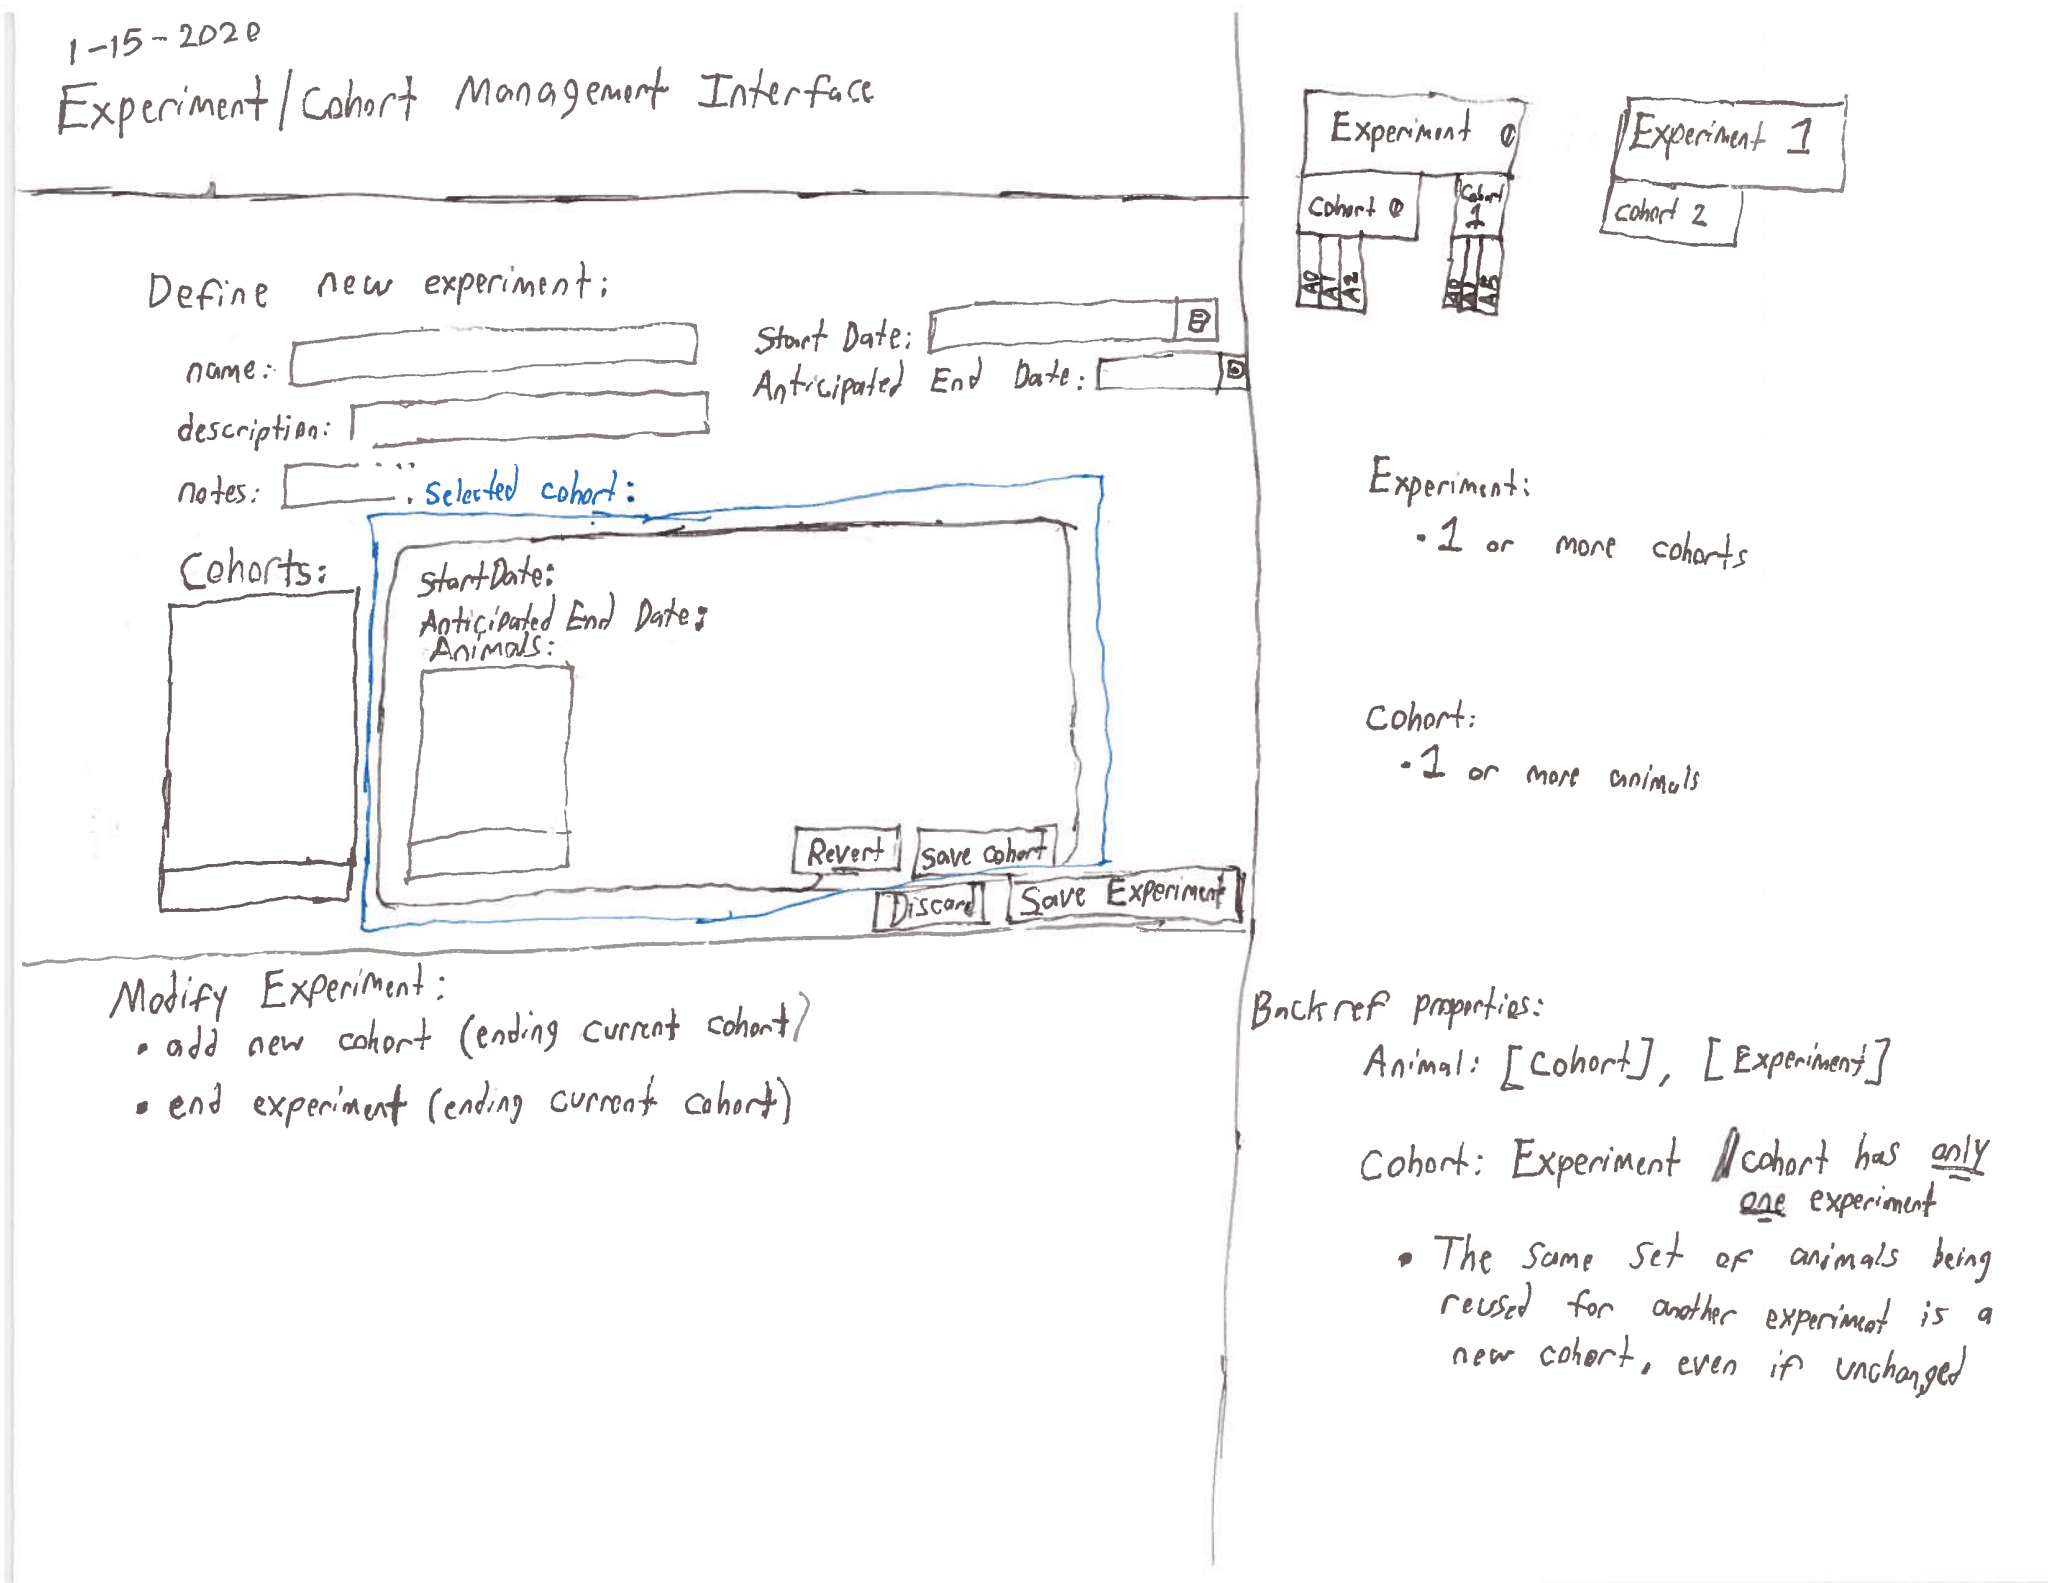 1-15-2020
Experiment/Cohort Management Interface
Define new experiment:
name:
description:
notes:
Start Date:
Anticipated End Date:
Selected cohort:
Cohorts:
Start Date:
Anticipated End Date:
Animals:
Revert
Save Cohort
Discard
Save Experiment
Modify Experiment:
• add new cohort (ending current cohort)
• end experiment (ending current cohort)
Experiment 0
Cohort 0
Cohort
1
A0
A1
A2
A0
A1
A3
Experiment 1
Cohort 2
Experiment:
• 1 or more cohorts
Cohort:
• 1 or more animals
Backref properties:
Animal: [Cohort], [Experiment]
Cohort: Experiment // cohort has only
one experiment
• The same set of animals being
reused for another experiment is a
new cohort, even if unchanged